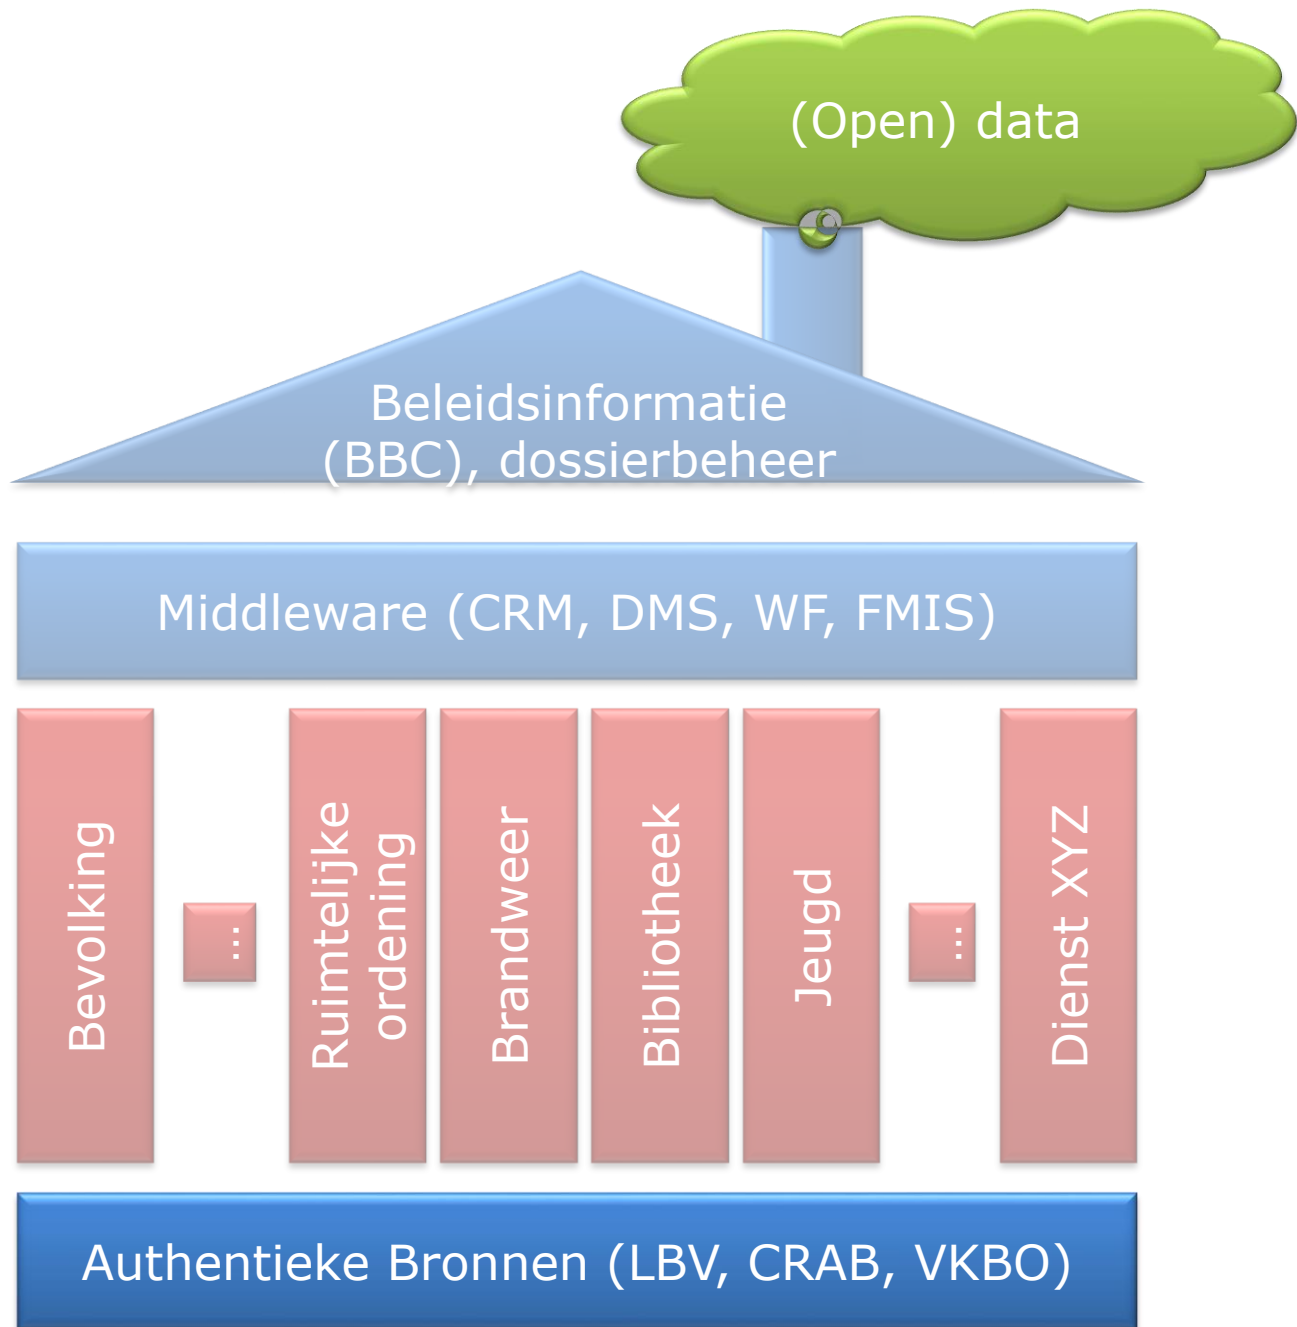 (Open) data
Beleidsinformatie
(BBC), dossierbeheer
Middleware (CRM, DMS, WF, FMIS)
Bevolking
...
Ruimtelijke
ordening
Brandweer
Bibliotheek
Jeugd
...
Dienst XYZ
Authentieke Bronnen (LBV, CRAB, VKBO)